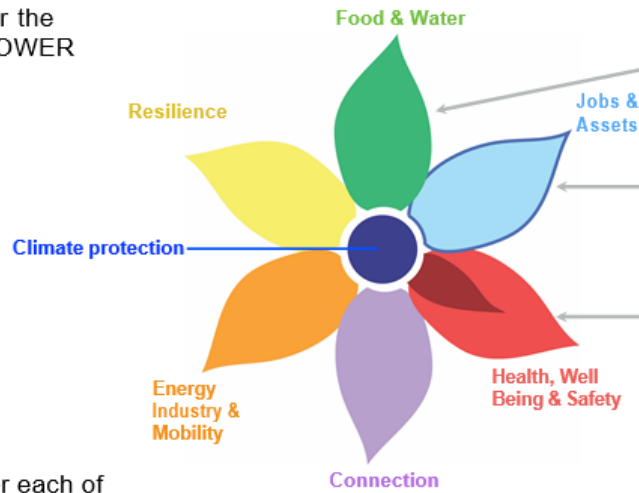 r the
OWER
Food & Water
Jobs &
Assets
Resilience
Climate protection
Energy
Industry &
Mobility
Health, Well
Being & Safety
Connection
er each of